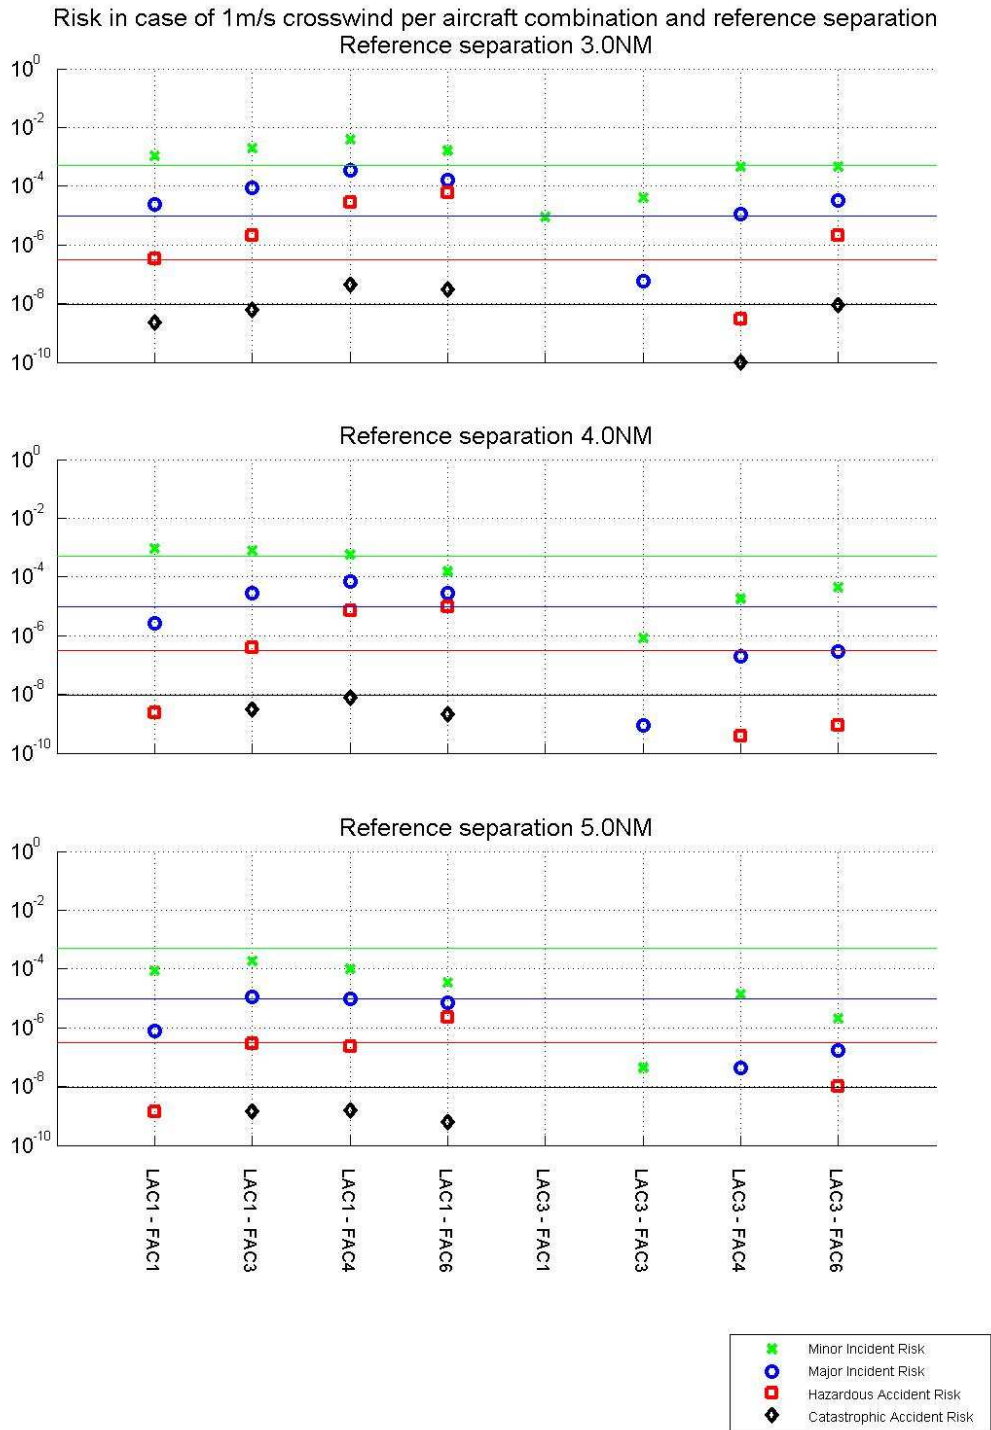 Risk in case of 1m/s crosswind per aircraft combination and reference separation
Reference separation 3.0NM
10^0
10^-2
10^-4
10^-6
10^-8
10^-10
Reference separation 4.0NM
10^0
10^-2
10^-4
10^-6
10^-8
10^-10
Reference separation 5.0NM
10^0
10^-2
10^-4
10^-6
10^-8
10^-10
LAC1 - FAC1
LAC1 - FAC3
LAC1 - FAC4
LAC1 - FAC6
LAC3 - FAC1
LAC3 - FAC3
LAC3 - FAC4
LAC3 - FAC6
Minor Incident Risk
Major Incident Risk
Hazardous Accident Risk
Catastrophic Accident Risk